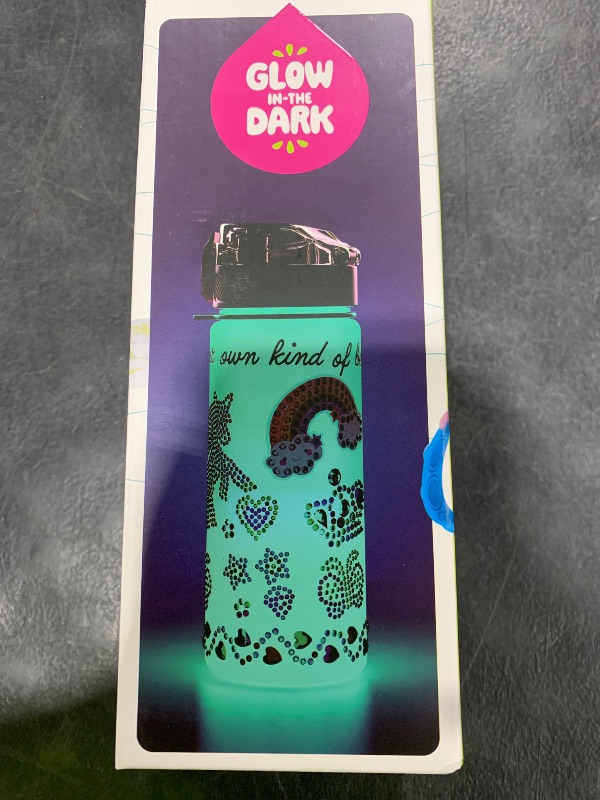 GLOW
IN-THE
DARK
own kind of